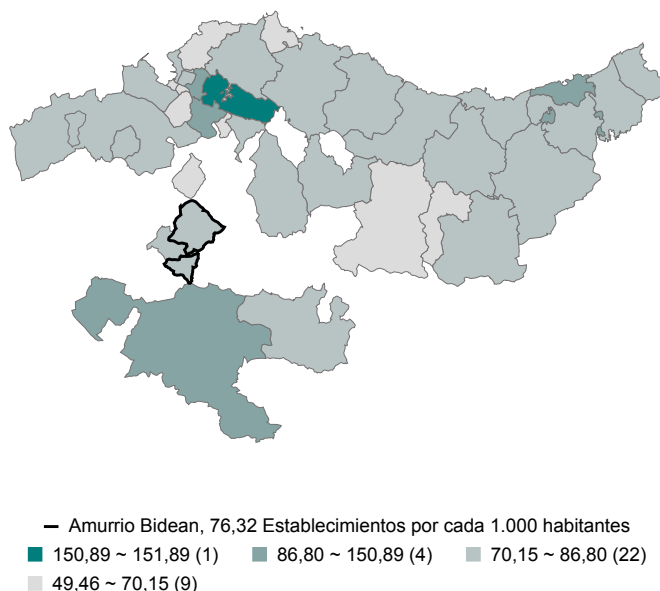 Amurrio Bidean, 76,32 Establecimientos por cada 1.000 habitantes
150,89 ~ 151,89 (1) 86,80 ~ 150,89 (4) 70,15 ~ 86,80 (22)
49,46 ~ 70,15 (9)